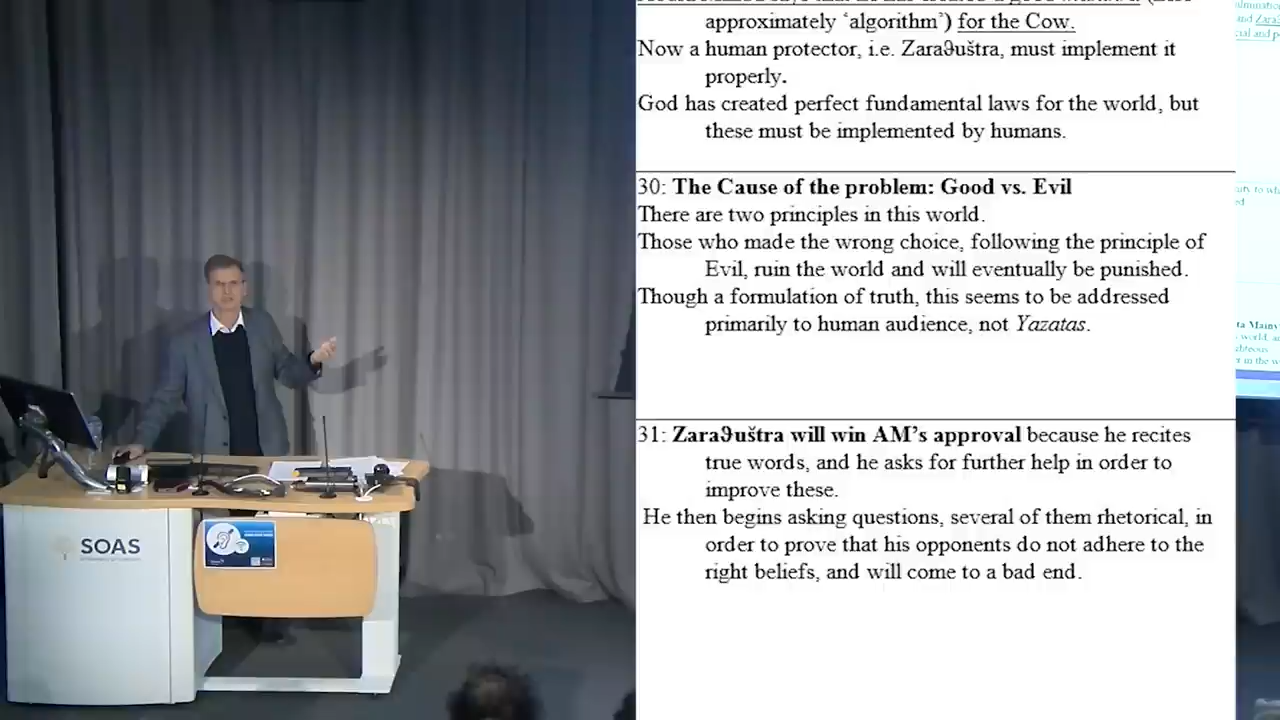 approximately ‘algorithm’) for the Cow.
Now a human protector, i.e. Zaraϑuštra, must implement it
properly.
God has created perfect fundamental laws for the world, but
these must be implemented by humans.
30: The Cause of the problem: Good vs. Evil
There are two principles in this world.
Those who made the wrong choice, following the principle of
Evil, ruin the world and will eventually be punished.
Though a formulation of truth, this seems to be addressed
primarily to human audience, not Yazatas.
31: Zaraϑuštra will win AM’s approval because he recites
true words, and he asks for further help in order to
improve these.
He then begins asking questions, several of them rhetorical, in
order to prove that his opponents do not adhere to the
right beliefs, and will come to a bad end.
SOAS